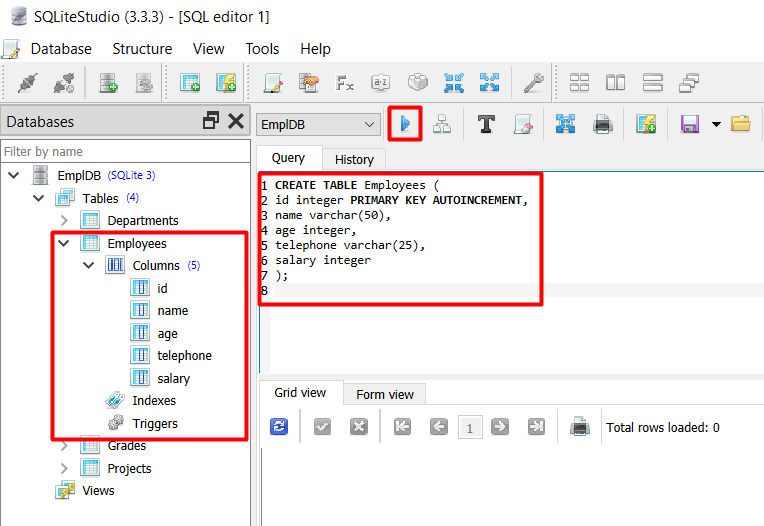 SQLiteStudio (3.3.3) - [SQL editor 1]
Database Structure View Tools Help
Databases
Filter by name
EmplDB (SQLite 3)
Tables (4)
Departments
Employees
Columns (5)
id
name
age
telephone
salary
Indexes
Triggers
Grades
Projects
Views
EmplDB
Query History
1 CREATE TABLE Employees (
2 id integer PRIMARY KEY AUTOINCREMENT,
3 name varchar(50),
4 age integer,
5 telephone varchar(25),
6 salary integer
7 );
8
Grid view Form view
1 Total rows loaded: 0